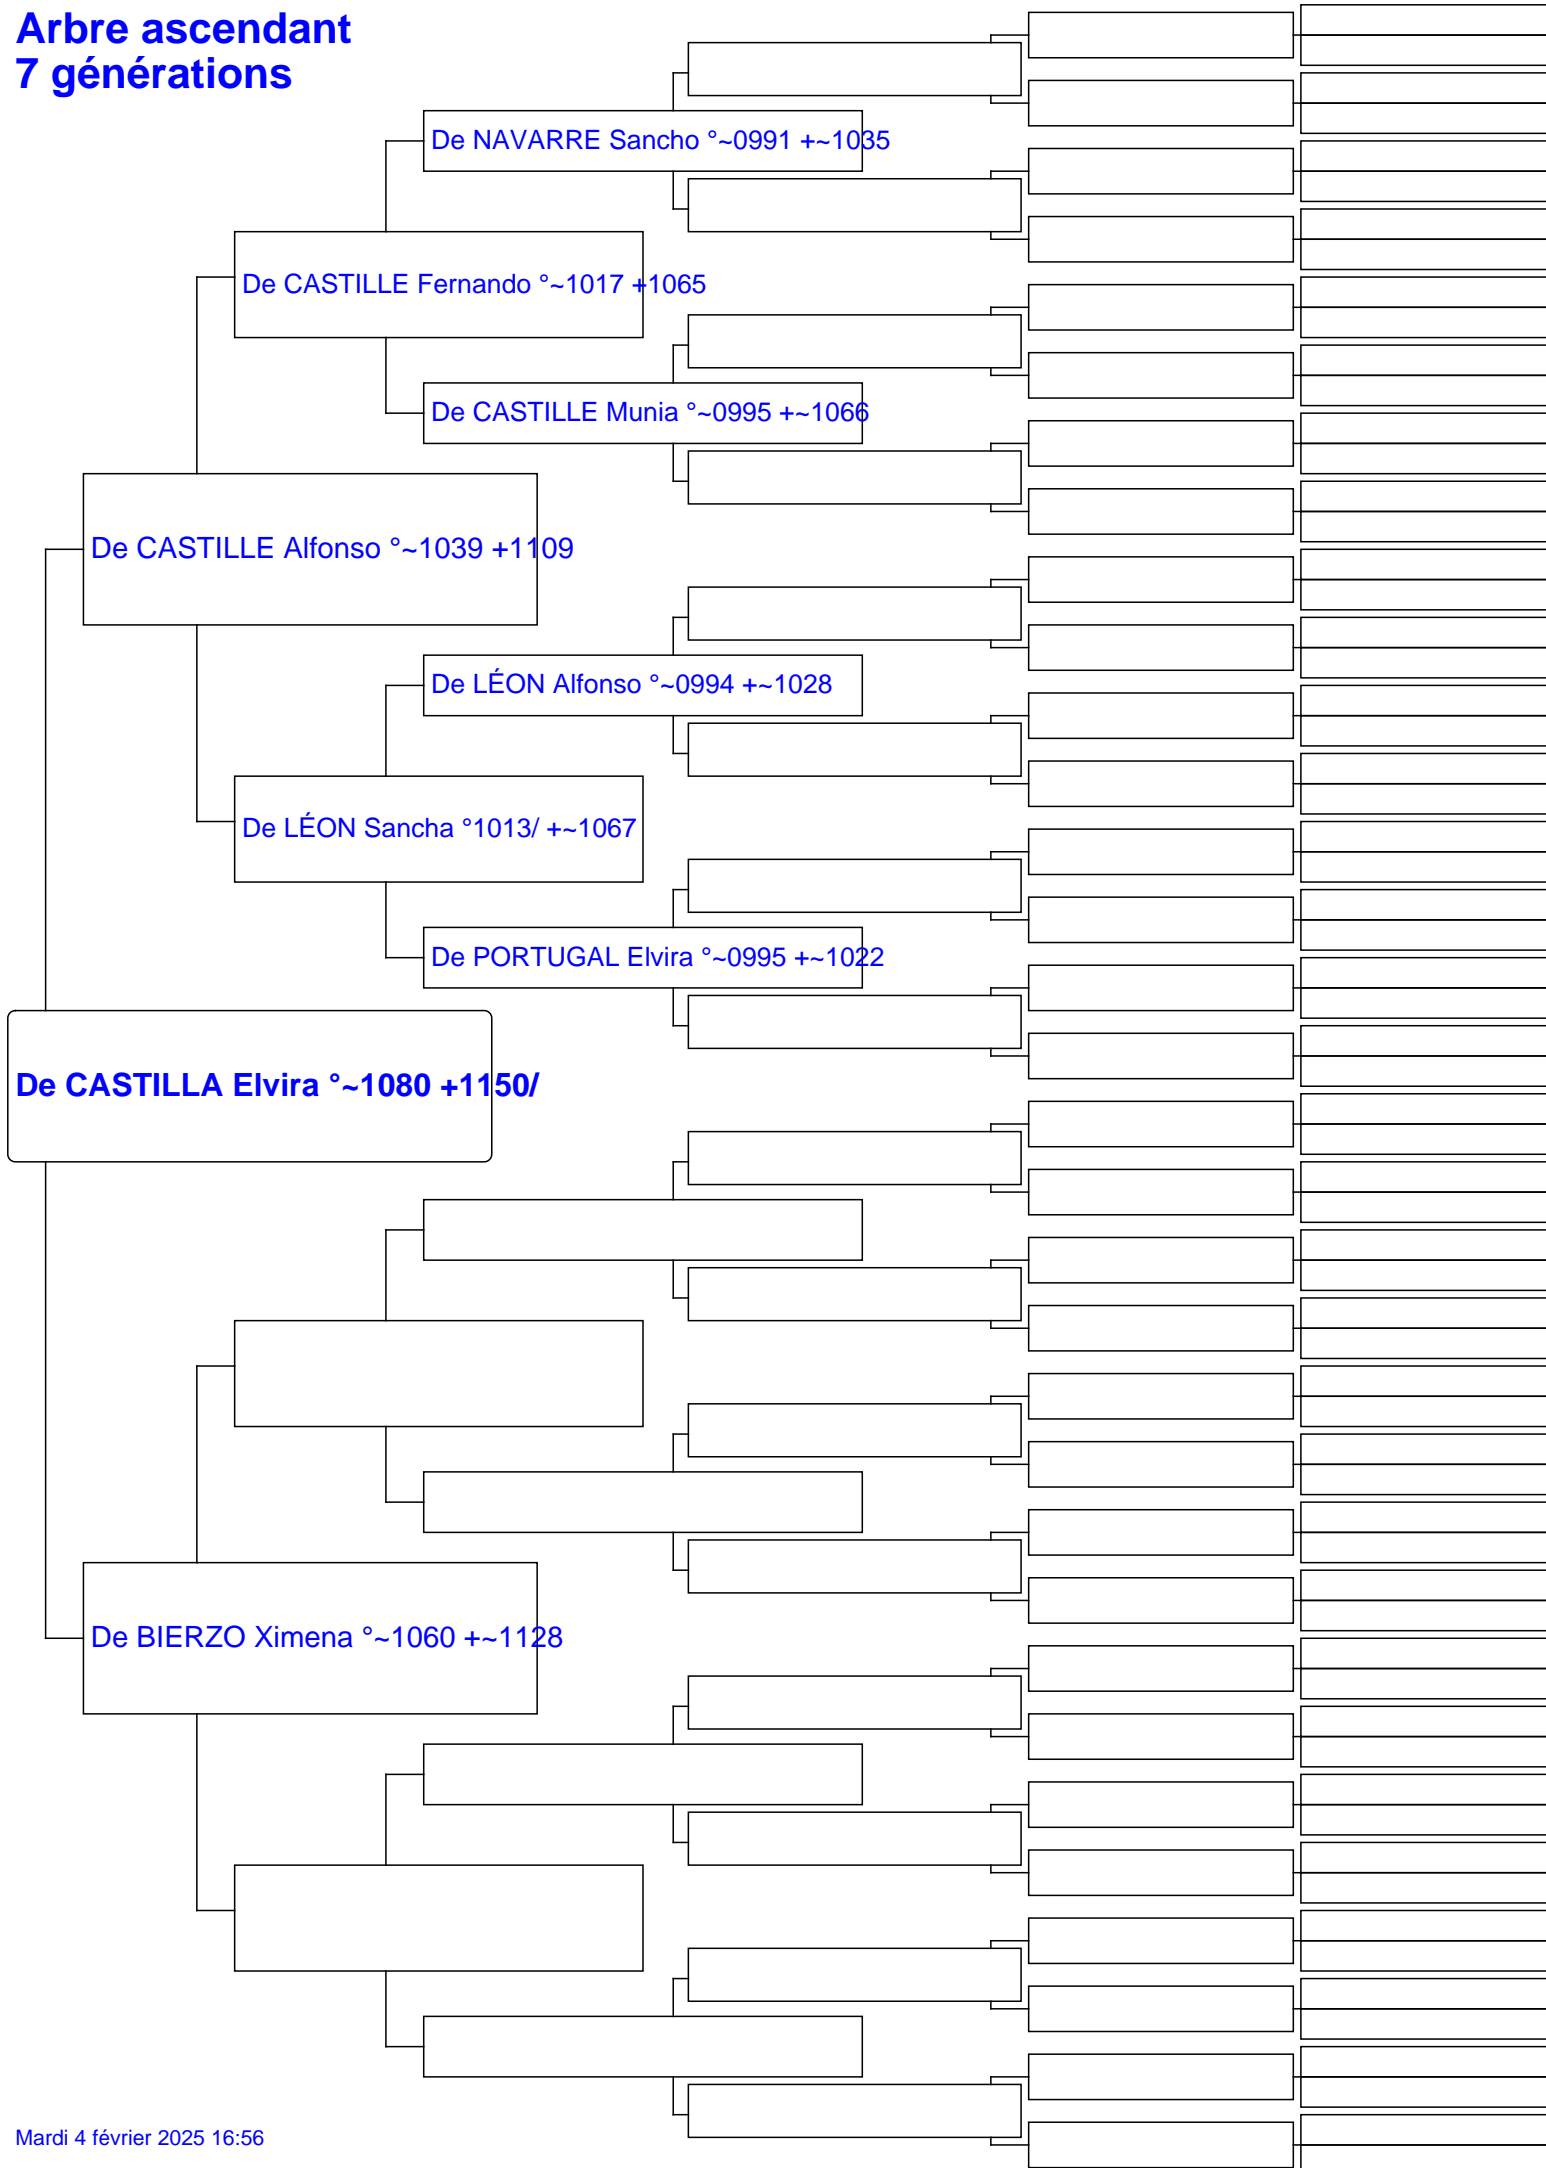 Arbre ascendant
7 générations
De NAVARRE Sancho °~0991 +~1035
De CASTILLE Fernando °~1017 +1065
De CASTILLE Munia °~0995 +~1066
De CASTILLE Alfonso °~1039 +1109
De LÉON Alfonso °~0994 +~1028
De LÉON Sancha °1013/ +~1067
De PORTUGAL Elvira °~0995 +~1022
De CASTILLA Elvira °~1080 +1150/
De BIERZO Ximena °~1060 +~1128
Mardi 4 février 2025 16:56